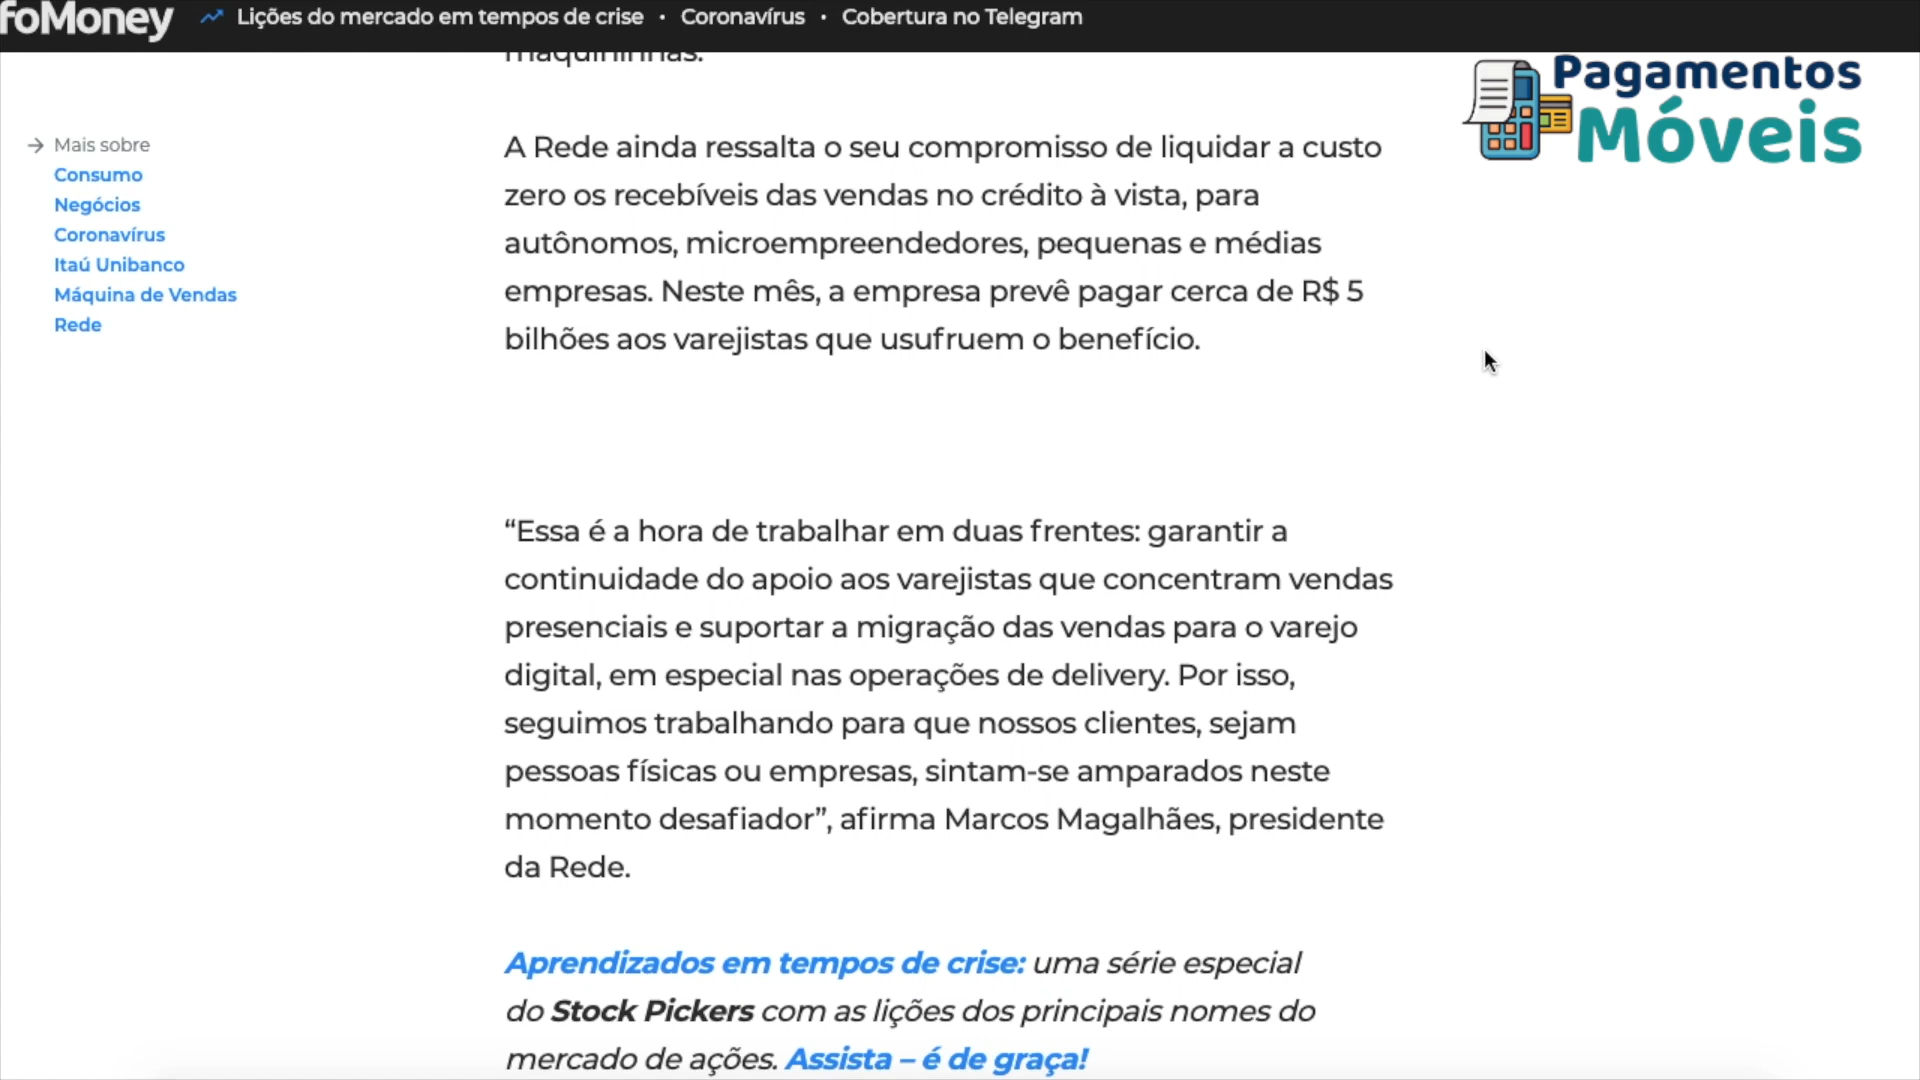 foMoney
Lições do mercado em tempos de crise • Coronavírus • Cobertura no Telegram
maquininhas.
Pagamentos
Móveis
→ Mais sobre
Consumo
Negócios
Coronavírus
Itaú Unibanco
Máquina de Vendas
Rede
A Rede ainda ressalta o seu compromisso de liquidar a custo
zero os recebíveis das vendas no crédito à vista, para
autônomos, microempreendedores, pequenas e médias
empresas. Neste mês, a empresa prevê pagar cerca de R$ 5
bilhões aos varejistas que usufruem o benefício.
“Essa é a hora de trabalhar em duas frentes: garantir a
continuidade do apoio aos varejistas que concentram vendas
presenciais e suportar a migração das vendas para o varejo
digital, em especial nas operações de delivery. Por isso,
seguimos trabalhando para que nossos clientes, sejam
pessoas físicas ou empresas, sintam-se amparados neste
momento desafiador”, afirma Marcos Magalhães, presidente
da Rede.
Aprendizados em tempos de crise: uma série especial
do Stock Pickers com as lições dos principais nomes do
mercado de ações. Assista – é de graça!